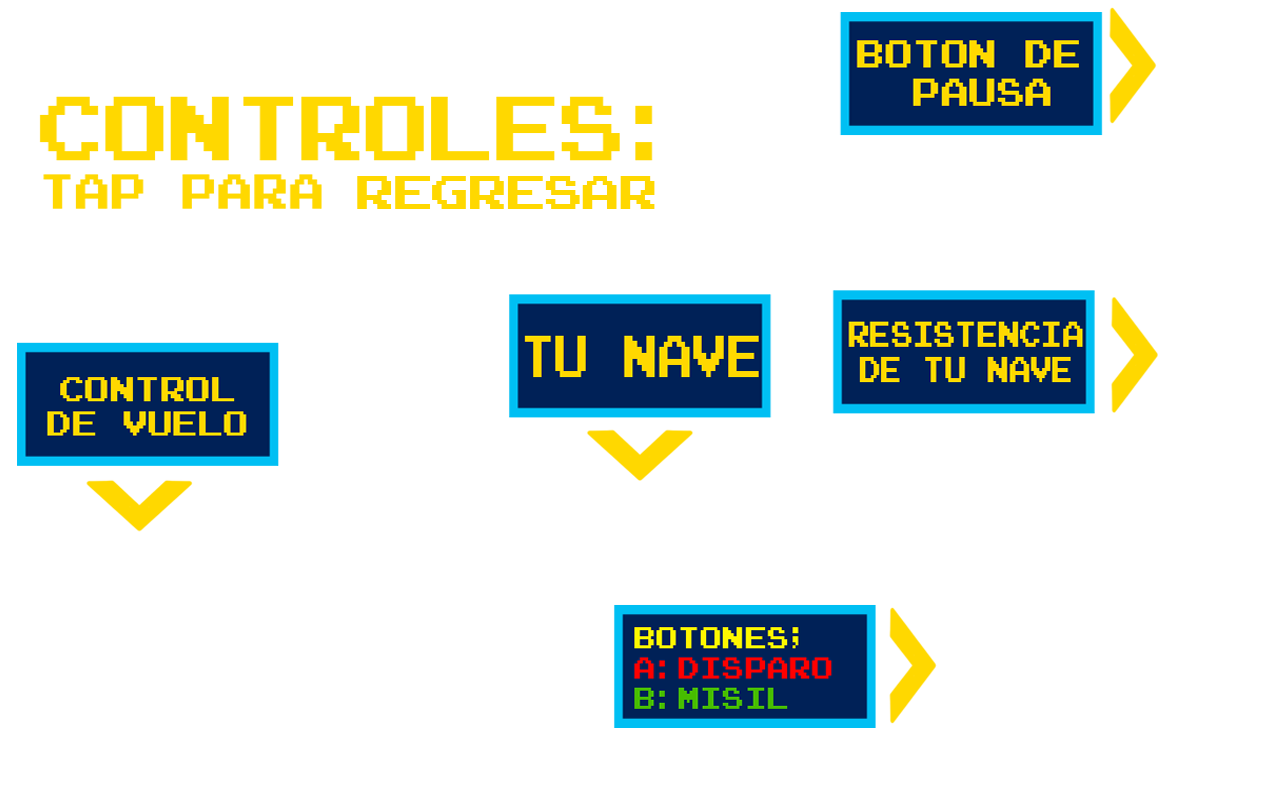 CONTROLES:
TAP PARA REGRESAR
BOTON DE
PAUSA
CONTROL
DE VUELO
TU NAVE
RESISTENCIA
DE TU NAVE
BOTONES;
A: DISPARO
B: MISIL